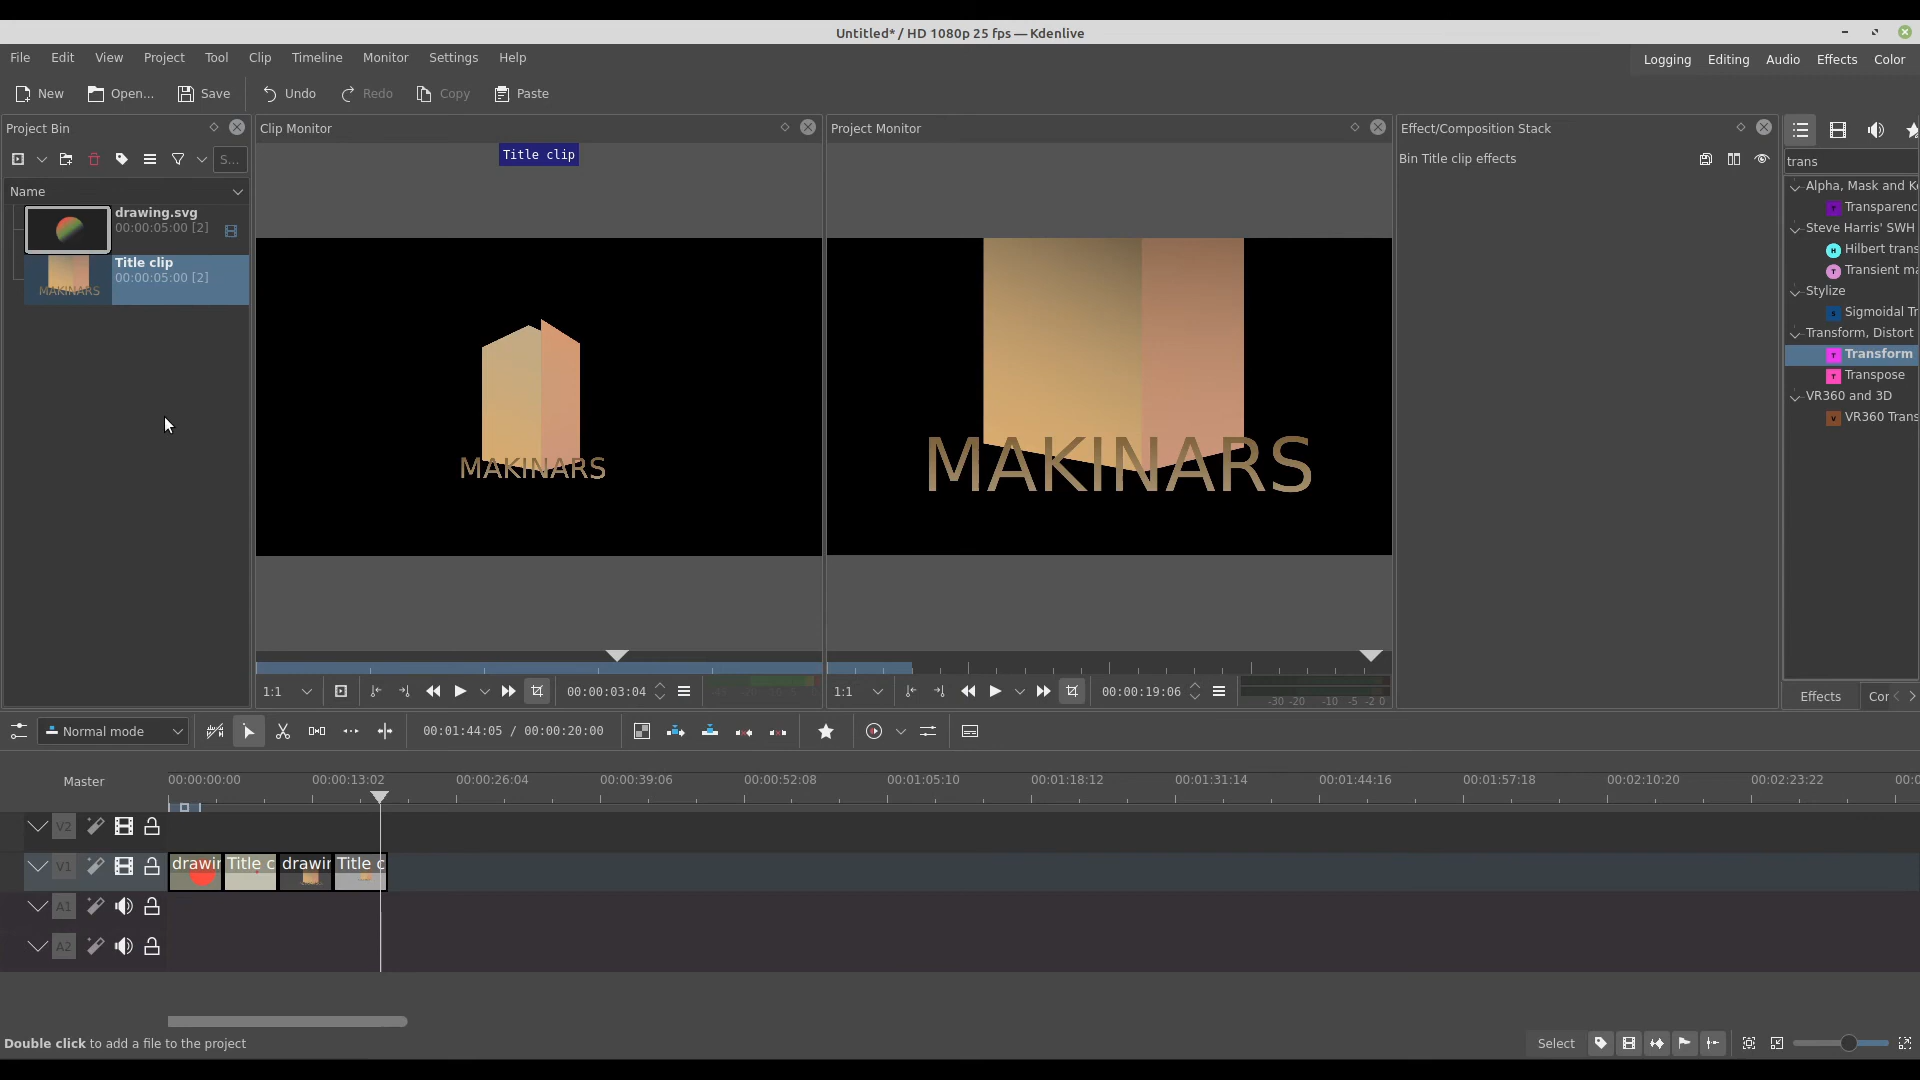 Untitled* / HD 1080p 25 fps — Kdenlive
File Edit View Project Tool Clip Timeline Monitor Settings Help
Logging Editing Audio Effects Color
New Open... Save Undo Redo Copy Paste
Project Bin
Clip Monitor
Project Monitor
Effect/Composition Stack
Title clip
S...
Bin Title clip effects
trans
Name
drawing.svg
00:00:05:00 [2]
Title clip
00:00:05:00 [2]
MAKINARS
MAKINARS
MAKINARS
Alpha, Mask and K
Transparenc
Steve Harris' SWH
Hilbert trans
Transient ma
Stylize
Sigmoidal Tr
Transform, Distort
Transform
Transpose
VR360 and 3D
VR360 Trans
1:1 00:00:03:04
1:1 00:00:19:06
-30 -20 -10 -5 -2 0
Effects Cor
Normal mode
00:01:44:05 / 00:00:20:00
Master
00:00:00:00 00:00:13:02 00:00:26:04 00:00:39:06 00:00:52:08 00:01:05:10 00:01:18:12 00:01:31:14 00:01:44:16 00:01:57:18 00:02:10:20 00:02:23:22 00:0
V2
V1
drawin Title c drawin Title c
A1
A2
Double click to add a file to the project
Select